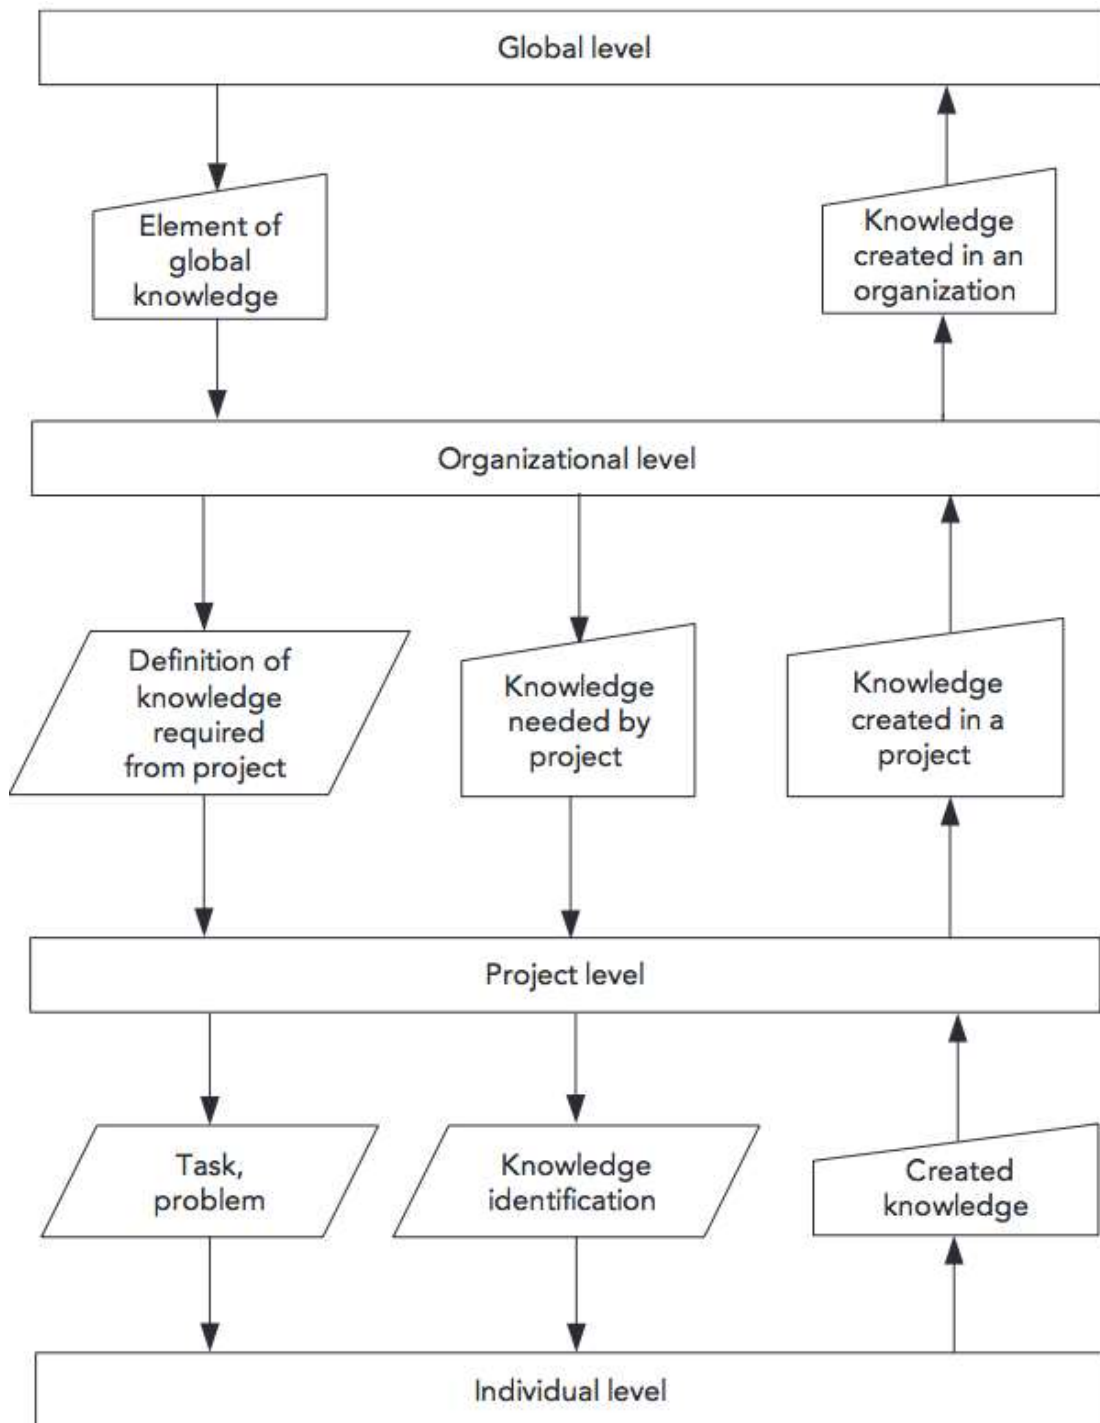 Global level
Element of
global
knowledge
Knowledge
created in an
organization
Organizational level
Definition of
knowledge
required
from project
Knowledge
needed by
project
Knowledge
created in a
project
Project level
Task,
problem
Knowledge
identification
Created
knowledge
Individual level